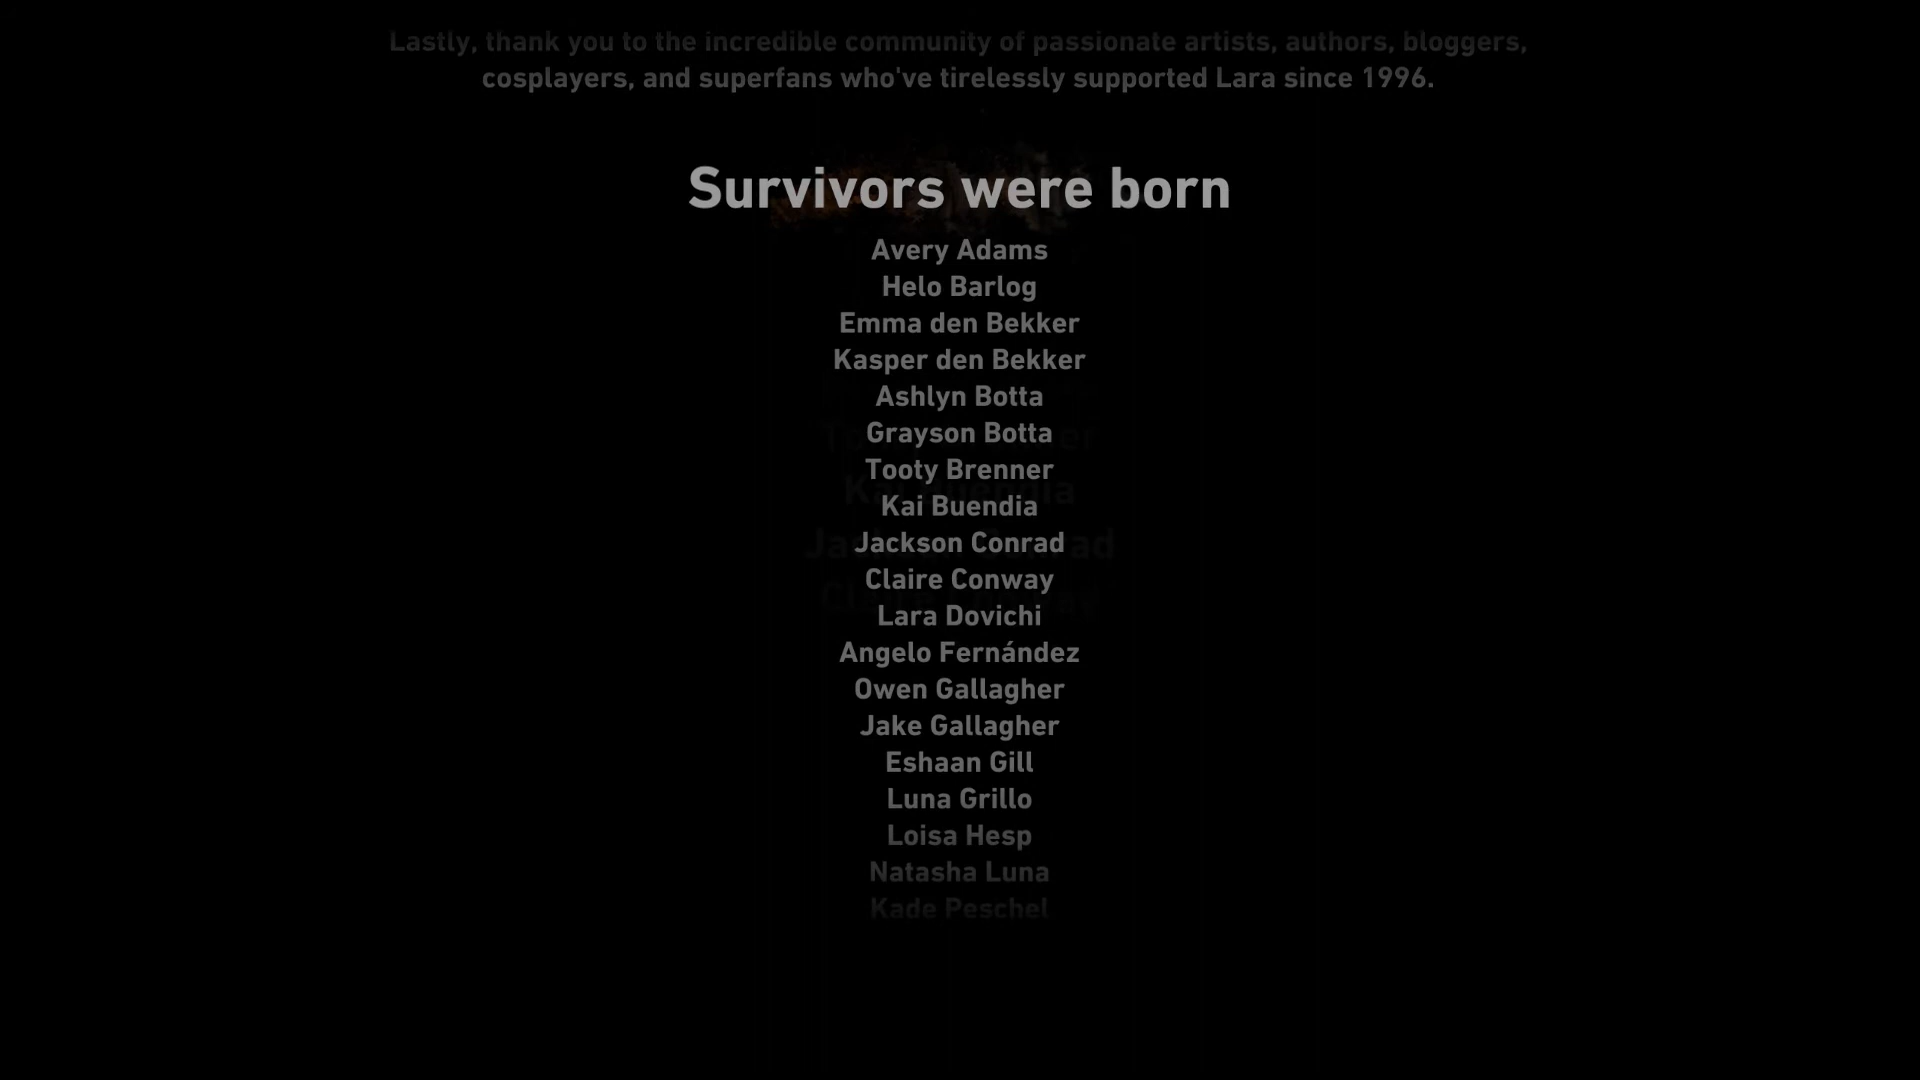 Lastly, thank you to the incredible community of passionate artists, authors, bloggers,
cosplayers, and superfans who've tirelessly supported Lara since 1996.
Survivors were born
Avery Adams
Helo Barlog
Emma den Bekker
Kasper den Bekker
Ashlyn Botta
Grayson Botta
Tooty Brenner
Kai Buendia
Jackson Conrad
Claire Conway
Lara Dovichi
Angelo Fernández
Owen Gallagher
Jake Gallagher
Eshaan Gill
Luna Grillo
Loisa Hesp
Natasha Luna
Kade Peschel